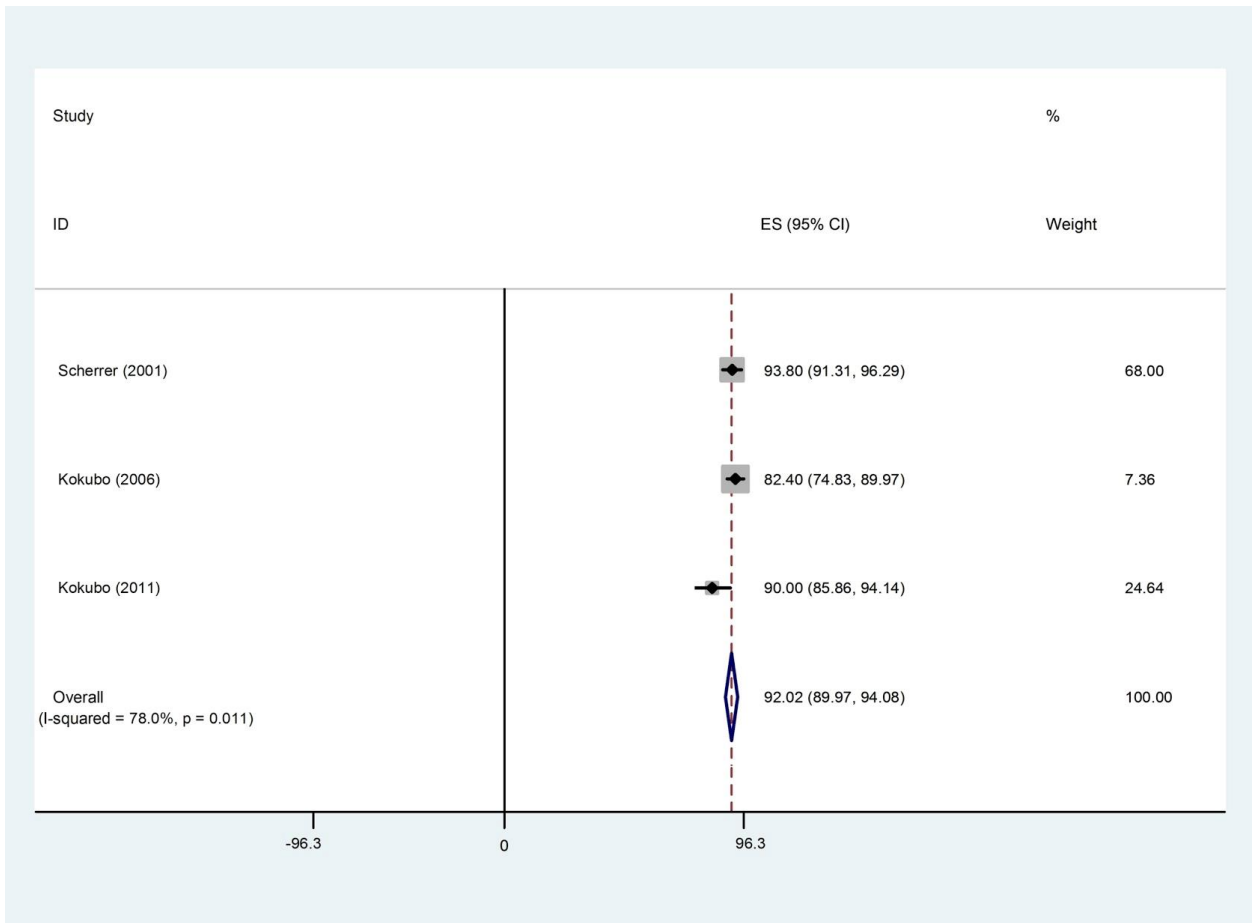 Study %
ID ES (95% CI) Weight
Scherrer (2001) 93.80 (91.31, 96.29) 68.00
Kokubo (2006) 82.40 (74.83, 89.97) 7.36
Kokubo (2011) 90.00 (85.86, 94.14) 24.64
Overall 92.02 (89.97, 94.08) 100.00
(I-squared = 78.0%, p = 0.011)
-96.3 0 96.3